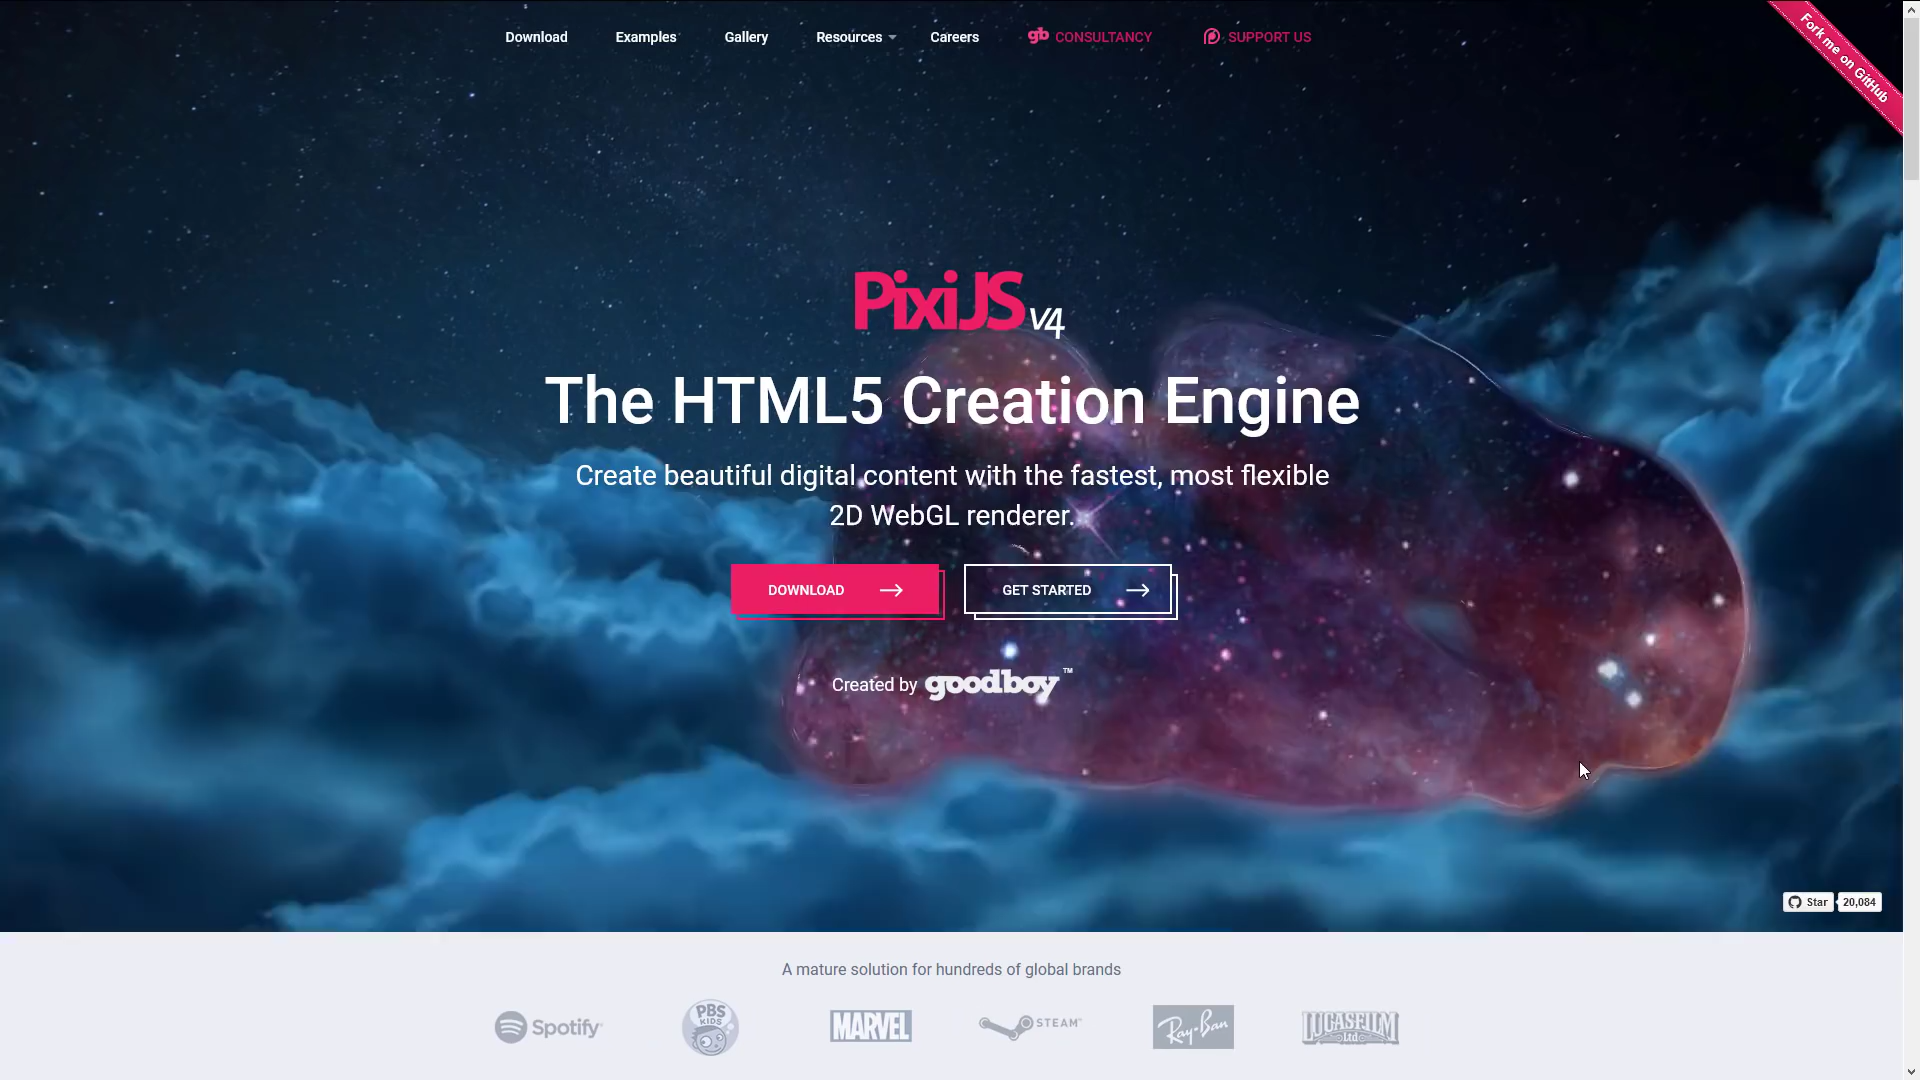 Download Examples Gallery Resources Careers gb CONSULTANCY SUPPORT US
Fork me on GitHub
PixiJS v4
The HTML5 Creation Engine
Create beautiful digital content with the fastest, most flexible
2D WebGL renderer.
DOWNLOAD GET STARTED
Created by goodboy™
Star 20,084
A mature solution for hundreds of global brands
Spotify PBS KIDS MARVEL STEAM™ Ray-Ban LUCASFILM Ltd